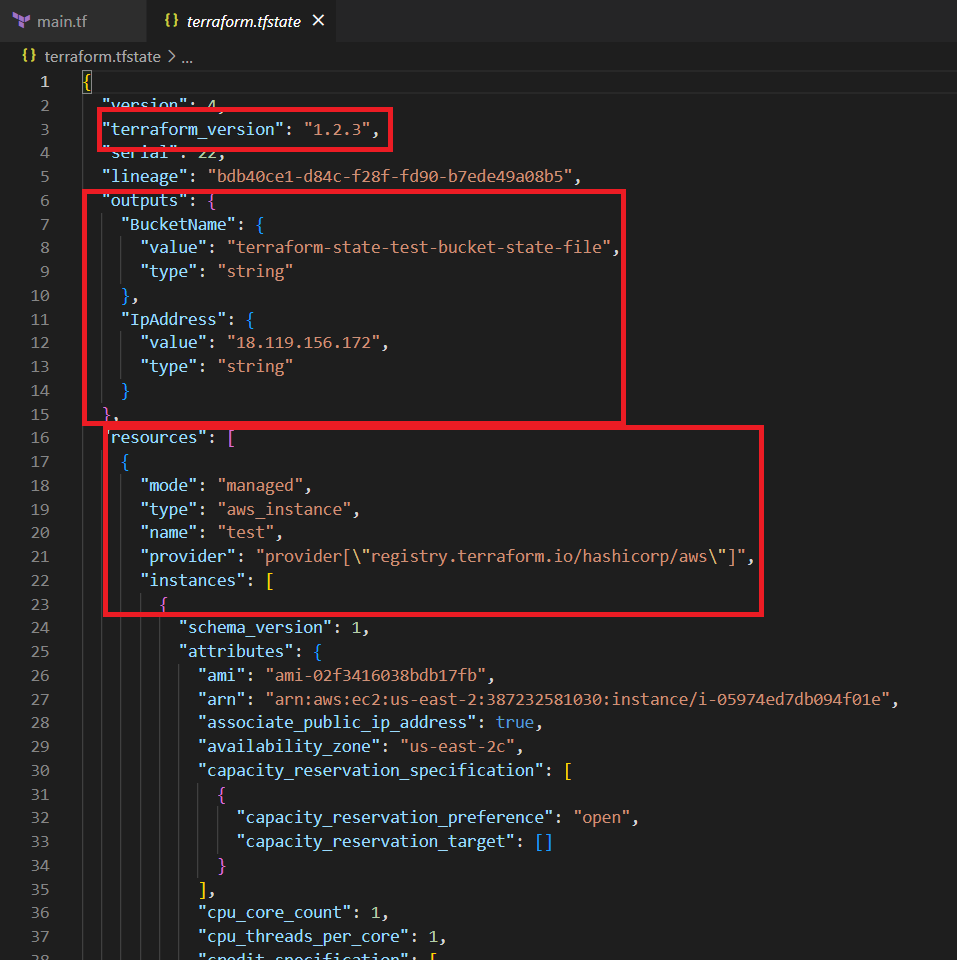 main.tf
{} terraform.tfstate ×
{} terraform.tfstate > ...
1 {
2 "version": 4,
3 "terraform_version": "1.2.3",
4 "serial": 22,
5 "lineage": "bdb40ce1-d84c-f28f-fd90-b7ede49a08b5",
6 "outputs": {
7 "BucketName": {
8 "value": "terraform-state-test-bucket-state-file",
9 "type": "string"
10 },
11 "IpAddress": {
12 "value": "18.119.156.172",
13 "type": "string"
14 }
15 },
16 "resources": [
17 {
18 "mode": "managed",
19 "type": "aws_instance",
20 "name": "test",
21 "provider": "provider[\"registry.terraform.io/hashicorp/aws\"]",
22 "instances": [
23 {
24 "schema_version": 1,
25 "attributes": {
26 "ami": "ami-02f3416038bdb17fb",
27 "arn": "arn:aws:ec2:us-east-2:387232581030:instance/i-05974ed7db094f01e",
28 "associate_public_ip_address": true,
29 "availability_zone": "us-east-2c",
30 "capacity_reservation_specification": [
31 {
32 "capacity_reservation_preference": "open",
33 "capacity_reservation_target": []
34 }
35 ],
36 "cpu_core_count": 1,
37 "cpu_threads_per_core": 1,
38 "credit_specification": [